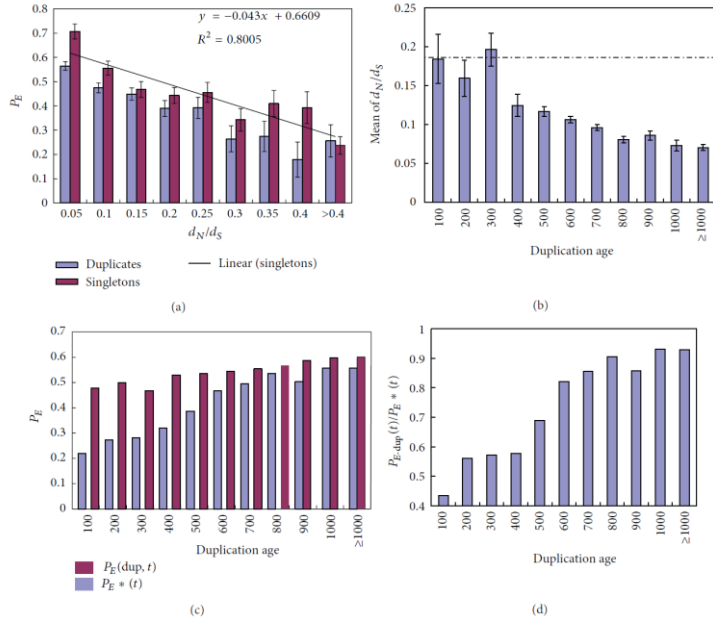 y = −0.043x + 0.6609
R² = 0.8005
0.8
0.7
0.6
0.5
0.4
0.3
0.2
0.1
0
P_E
0.05 0.1 0.15 0.2 0.25 0.3 0.35 0.4 >0.4
d_N/d_S
Duplicates
Linear (singletons)
Singletons
(a)
0.25
0.2
0.15
0.1
0.05
0
Mean of d_N/d_S
100 200 300 400 500 600 700 800 900 1000 ≥1000
Duplication age
(b)
0.7
0.6
0.5
0.4
0.3
0.2
0.1
0
P_E
100 200 300 400 500 600 700 800 900 1000 ≥1000
Duplication age
P_E(dup, t)
P_E * (t)
(c)
1
0.9
0.8
0.7
0.6
0.5
0.4
P_E-dup(t)/P_E * (t)
100 200 300 400 500 600 700 800 900 1000 ≥1000
Duplication age
(d)